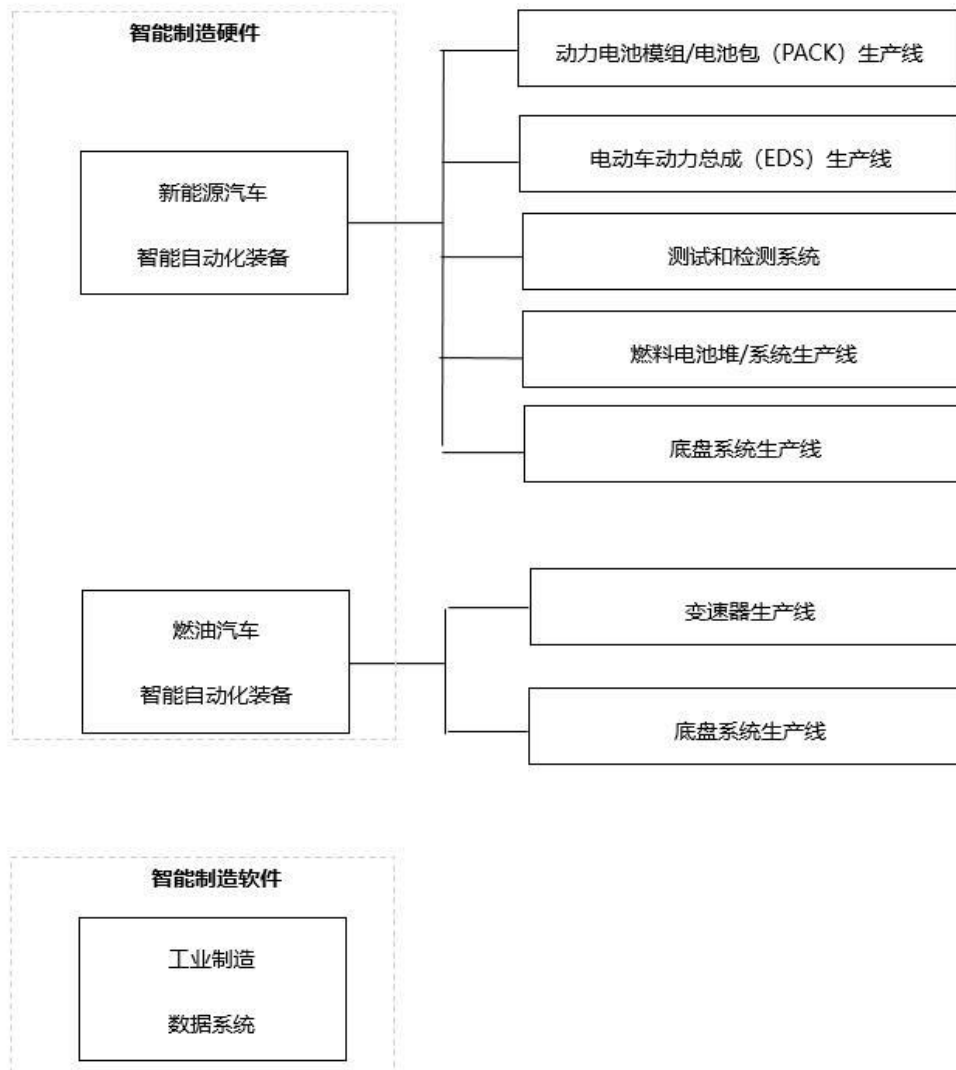 智能制造硬件
动力电池模组/电池包（PACK）生产线
电动车动力总成（EDS）生产线
新能源汽车
智能自动化装备
测试和检测系统
燃料电池堆/系统生产线
底盘系统生产线
燃油汽车
智能自动化装备
变速器生产线
底盘系统生产线
智能制造软件
工业制造
数据系统